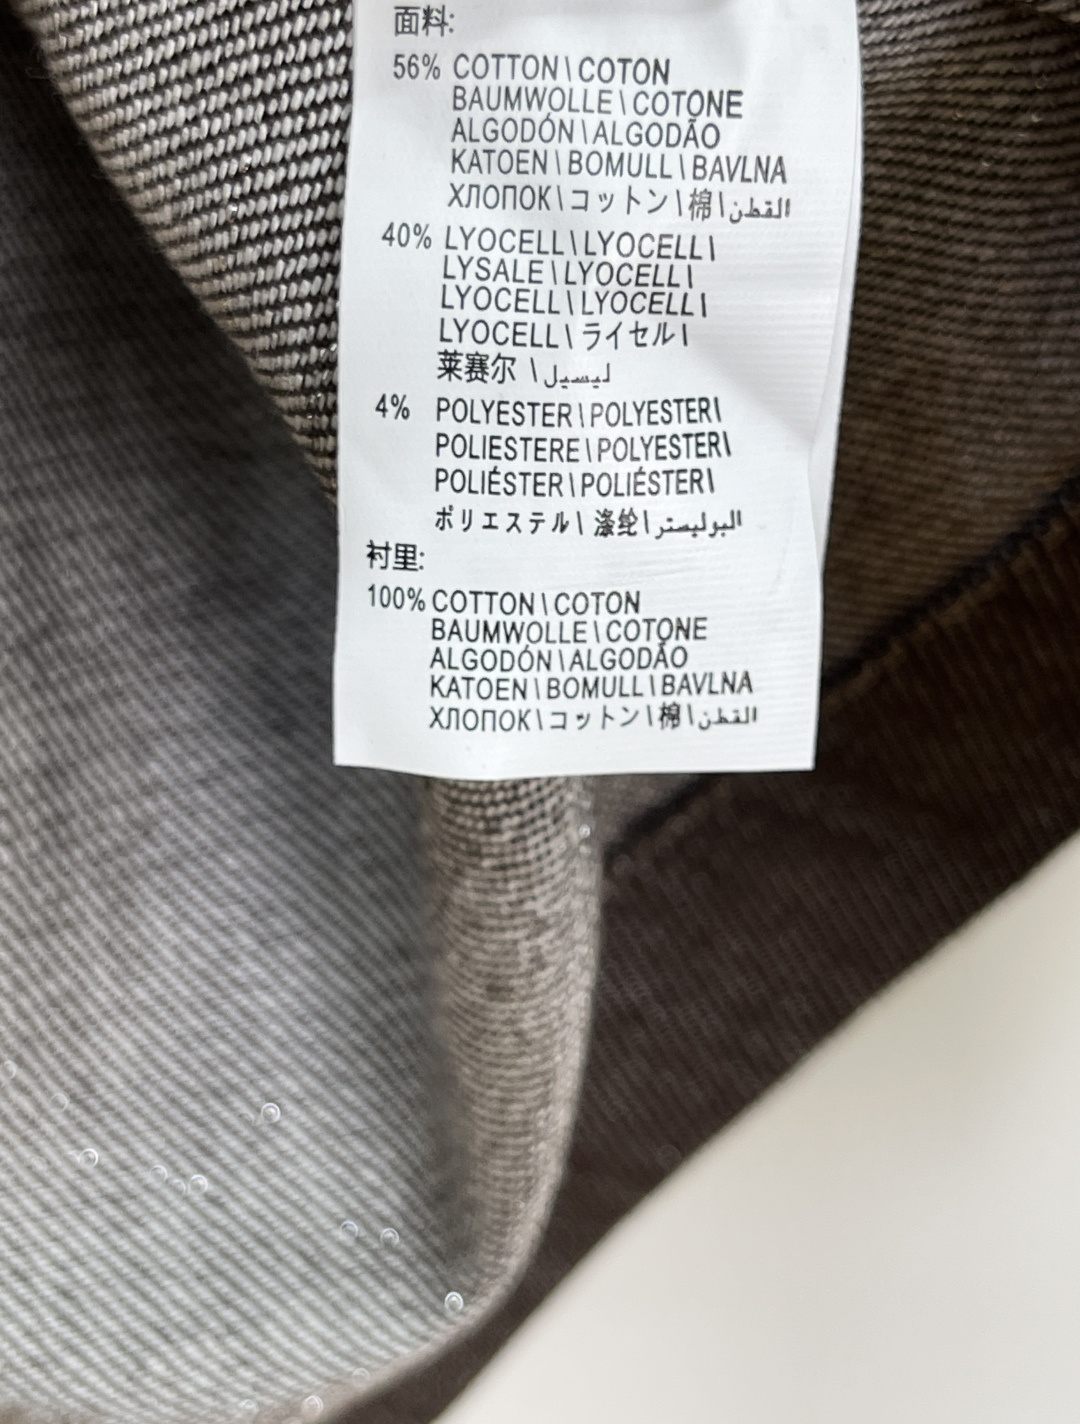 面料:
56% COTTON\COTON
BAUMWOLLE\COTONE
ALGODÓN\ALGODÃO
KATOEN\BOMULL\BAVLNA
ХЛОПОК\コットン\棉\القطن
40% LYOCELL\LYOCELL\
LYSALE\LYOCELL\
LYOCELL\LYOCELL\
LYOCELL\ライセル\
莱赛尔\ليسيل
4% POLYESTER\POLYESTER\
POLIESTERE\POLYESTER\
POLIÉSTER\POLIÉSTER\
ポリエステル\涤纶\البوليستر
衬里:
100% COTTON\COTON
BAUMWOLLE\COTONE
ALGODÓN\ALGODÃO
KATOEN\BOMULL\BAVLNA
ХЛОПОК\コットン\棉\القطن